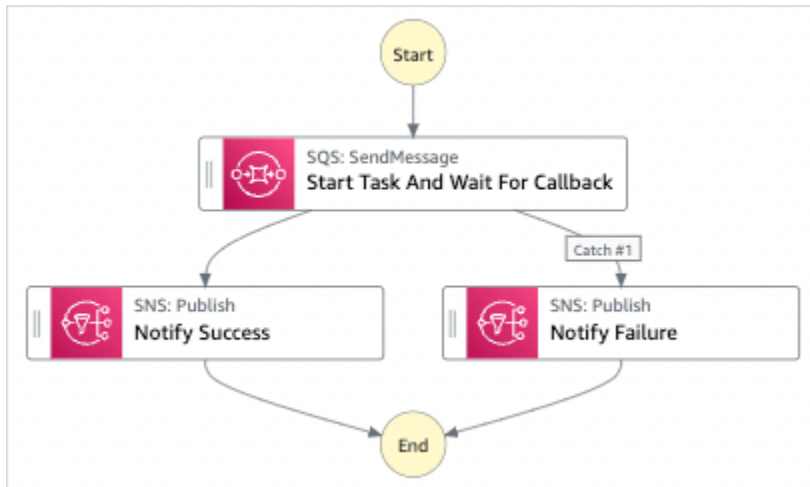 Start
SQS: SendMessage
Start Task And Wait For Callback
Catch #1
SNS: Publish
Notify Success
SNS: Publish
Notify Failure
End